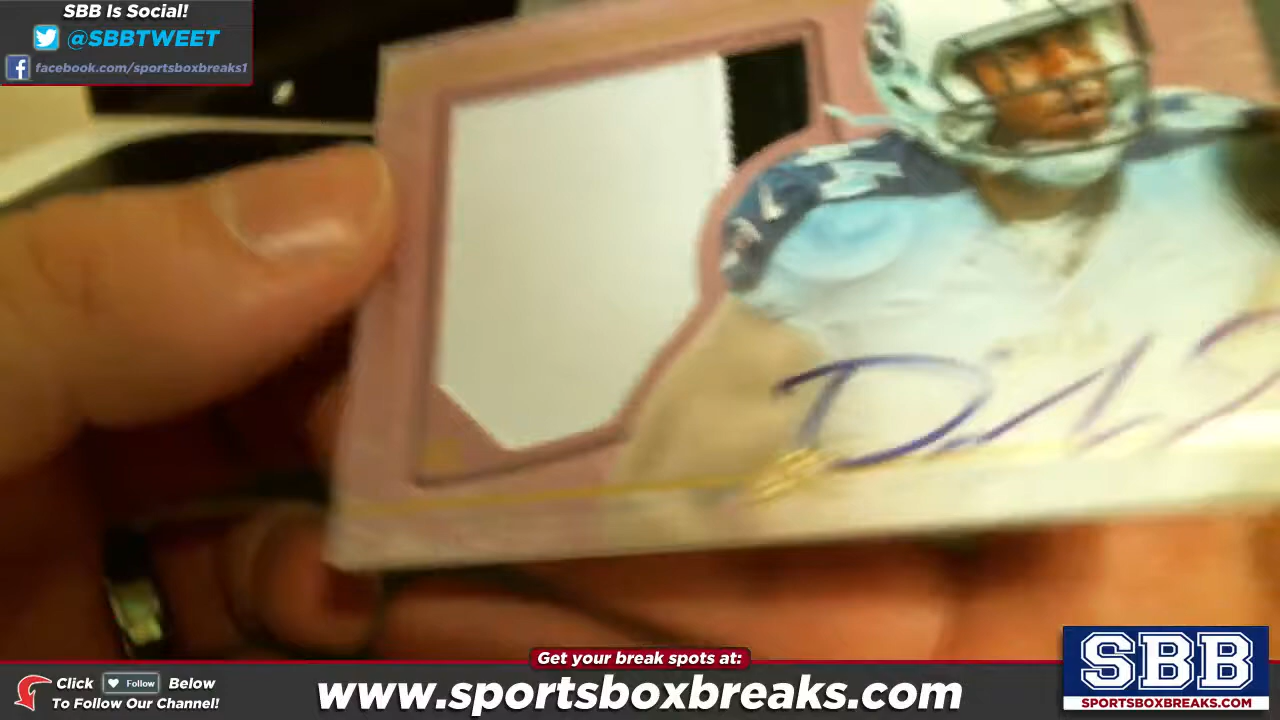 SBB Is Social!
@SBBTWEET
facebook.com/sportsboxbreaks1
Get your break spots at:
Click Follow Below
To Follow Our Channel!
www.sportsboxbreaks.com
SBB
SPORTSBOXBREAKS.COM